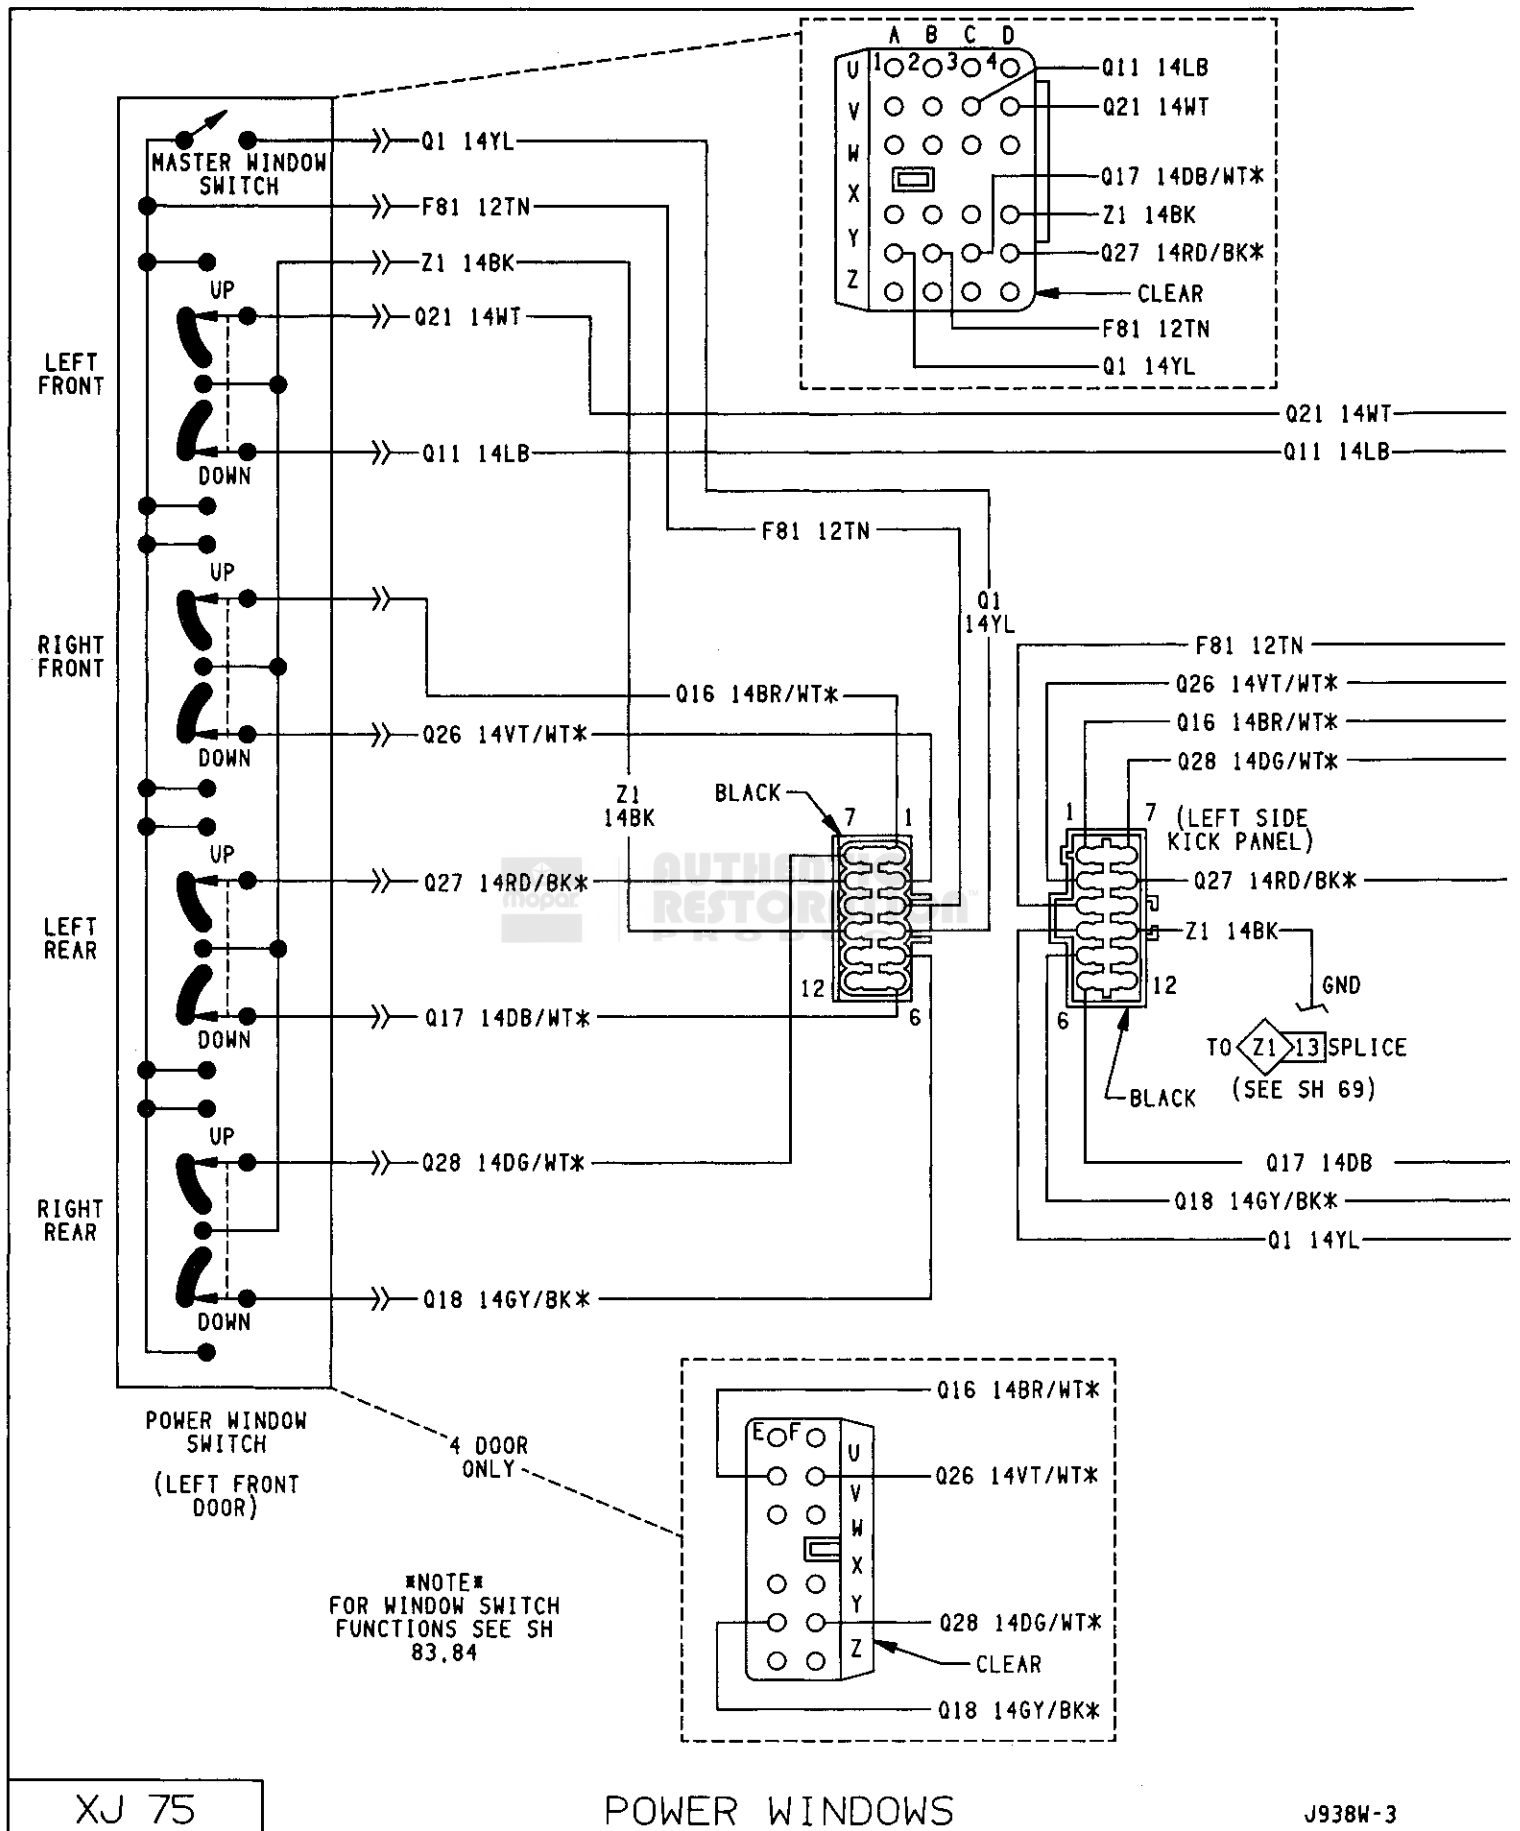 A B C D
1 2 3 4
U
V
W
X
Y
Z
Q11 14LB
Q21 14WT
Q17 14DB/WT*
Z1 14BK
Q27 14RD/BK*
CLEAR
F81 12TN
Q1 14YL
MASTER WINDOW
SWITCH
Q1 14YL
F81 12TN
Z1 14BK
UP
Q21 14WT
LEFT
FRONT
Q21 14WT
DOWN
Q11 14LB
Q11 14LB
F81 12TN
UP
Q1
14YL
RIGHT
FRONT
F81 12TN
Q26 14VT/WT*
Q16 14BR/WT*
Q16 14BR/WT*
Q26 14VT/WT*
DOWN
Q28 14DG/WT*
Z1
14BK
BLACK
7 1
1 7
(LEFT SIDE
KICK PANEL)
UP
Q27 14RD/BK*
Q27 14RD/BK*
mopar
AUTHENTIC
RESTORATION™
LEFT
REAR
Z1 14BK
12
6
12
6
GND
Q17 14DB/WT*
DOWN
TO Z1 13 SPLICE
(SEE SH 69)
BLACK
UP
Q28 14DG/WT*
Q17 14DB
RIGHT
REAR
Q18 14GY/BK*
Q1 14YL
Q18 14GY/BK*
DOWN
POWER WINDOW
SWITCH
(LEFT FRONT
DOOR)
4 DOOR
ONLY
Q16 14BR/WT*
E F
U
V
W
X
Y
Z
Q26 14VT/WT*
Q28 14DG/WT*
CLEAR
Q18 14GY/BK*
*NOTE*
FOR WINDOW SWITCH
FUNCTIONS SEE SH
83,84
XJ 75
POWER WINDOWS
J938W-3